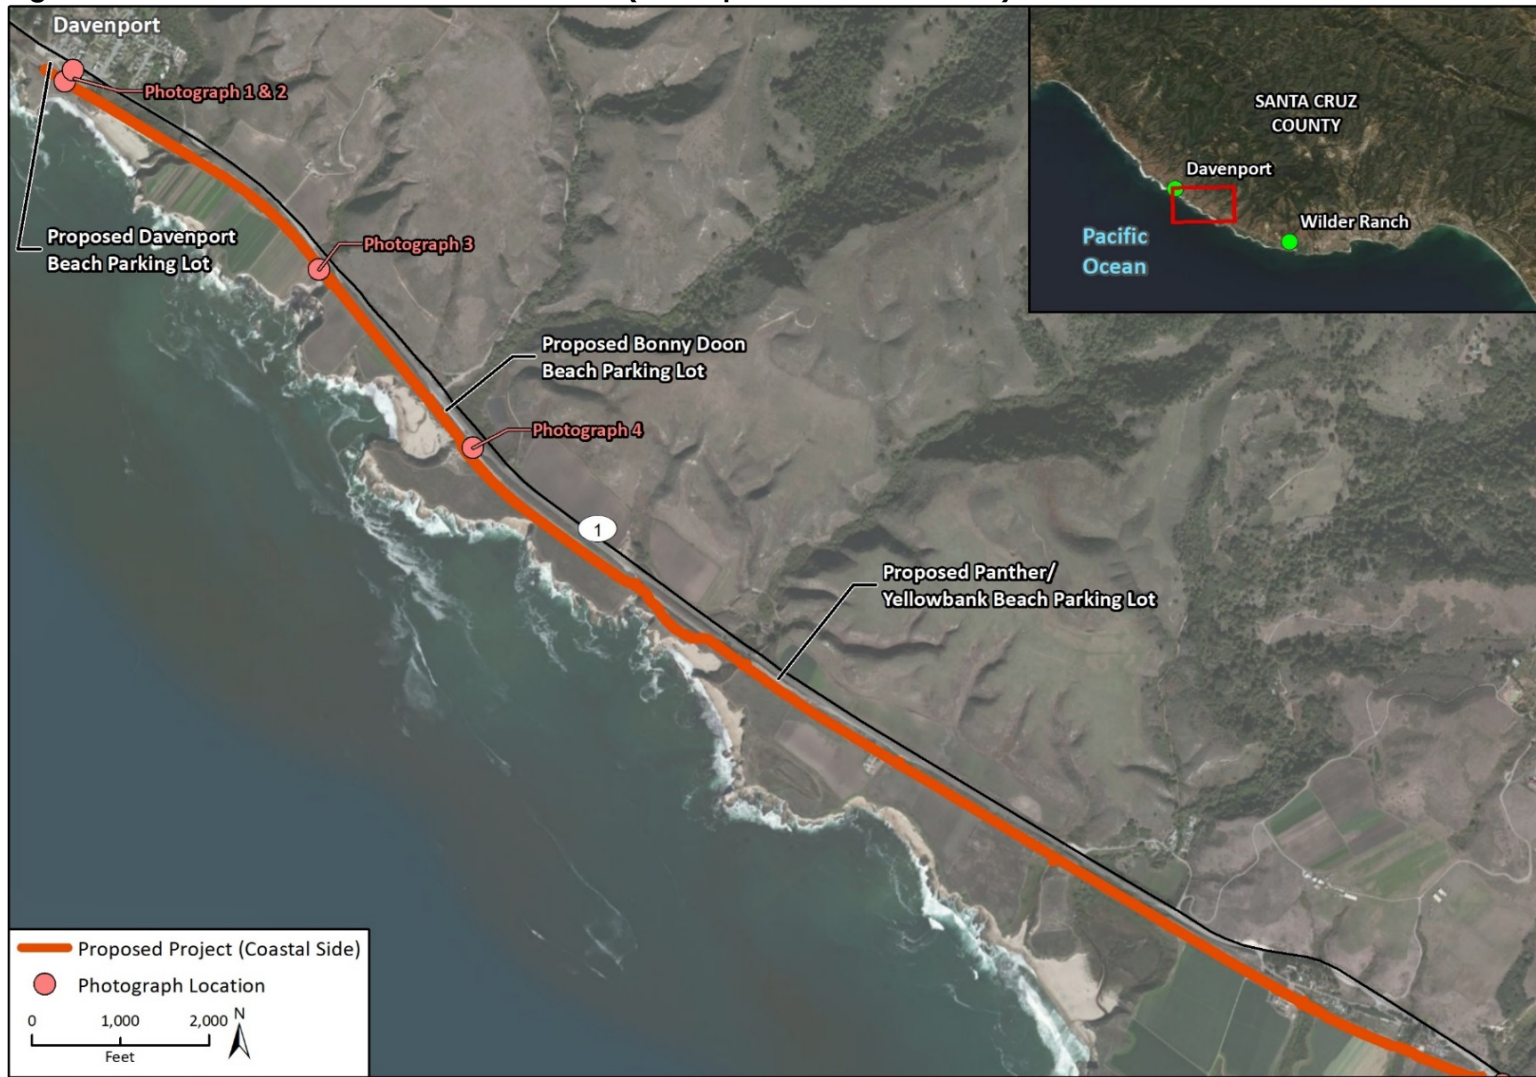 Davenport
Photograph 1 & 2
Proposed Davenport
Beach Parking Lot
Photograph 3
Proposed Bonny Doon
Beach Parking Lot
Photograph 4
1
Proposed Panther/
Yellowbank Beach Parking Lot
SANTA CRUZ
COUNTY
Davenport
Wilder Ranch
Pacific
Ocean
Proposed Project (Coastal Side)
Photograph Location
0 1,000 2,000 N
Feet